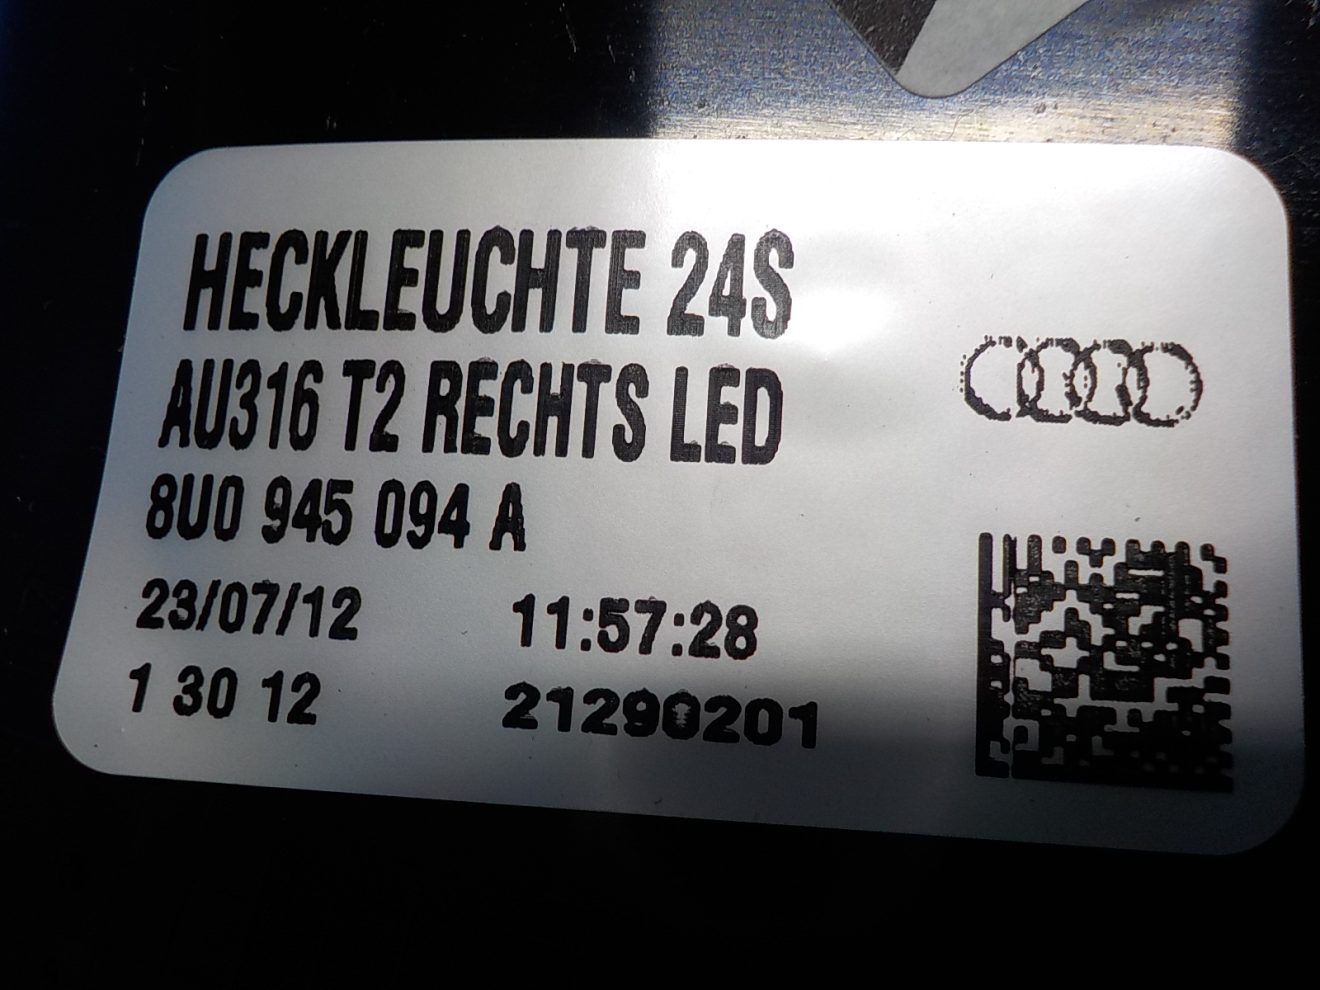 HECKLEUCHTE 24S
AU316 T2 RECHTS LED
8U0 945 094 A
23/07/12 11:57:28
1 30 12 21290201